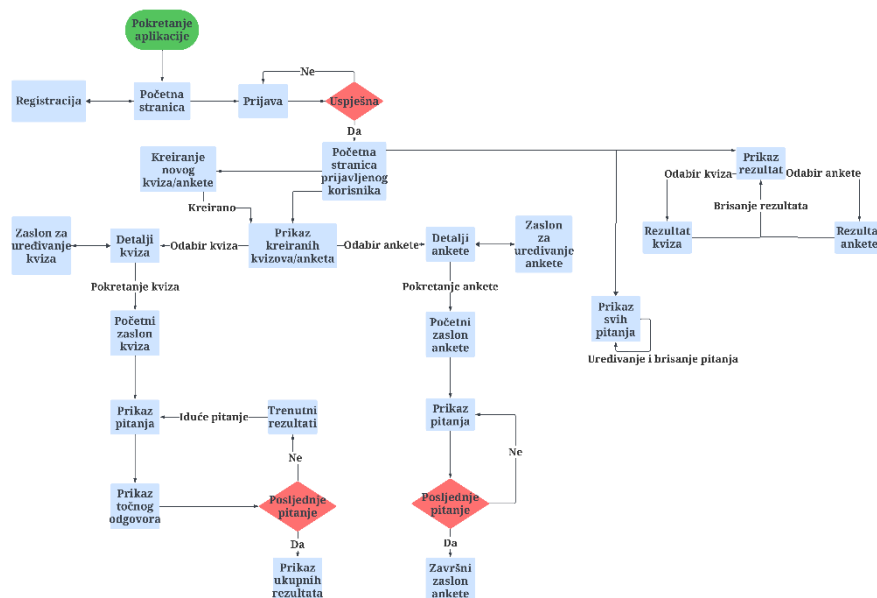 Pokretanje
aplikacije
Ne
Registracija
Početna
stranica
Prijava
Uspješna
Da
Kreiranje
novog
kviza/ankete
Početna
stranica
prijavljenog
korisnika
Prikaz
rezultat
Odabir kviza
Odabir ankete
Kreirano
Brisanje rezultata
Zaslon za
uređivanje
kviza
Detalji
kviza
Odabir kviza
Prikaz
kreiranih
kvizova/anketa
Odabir ankete
Detalji
ankete
Zaslon
za
uređivanje
ankete
Rezultat
kviza
Rezultat
ankete
Pokretanje kviza
Pokretanje ankete
Prikaz
svih
pitanja
Početni
zaslon
kviza
Početni
zaslon
ankete
Uređivanje i brisanje pitanja
Prikaz
pitanja
Iduće pitanje
Trenutni
rezultati
Prikaz
pitanja
Ne
Ne
Prikaz
točnog
odgovora
Posljednje
pitanje
Posljednje
pitanje
Da
Da
Prikaz
ukupnih
rezultata
Završni
zaslon
ankete